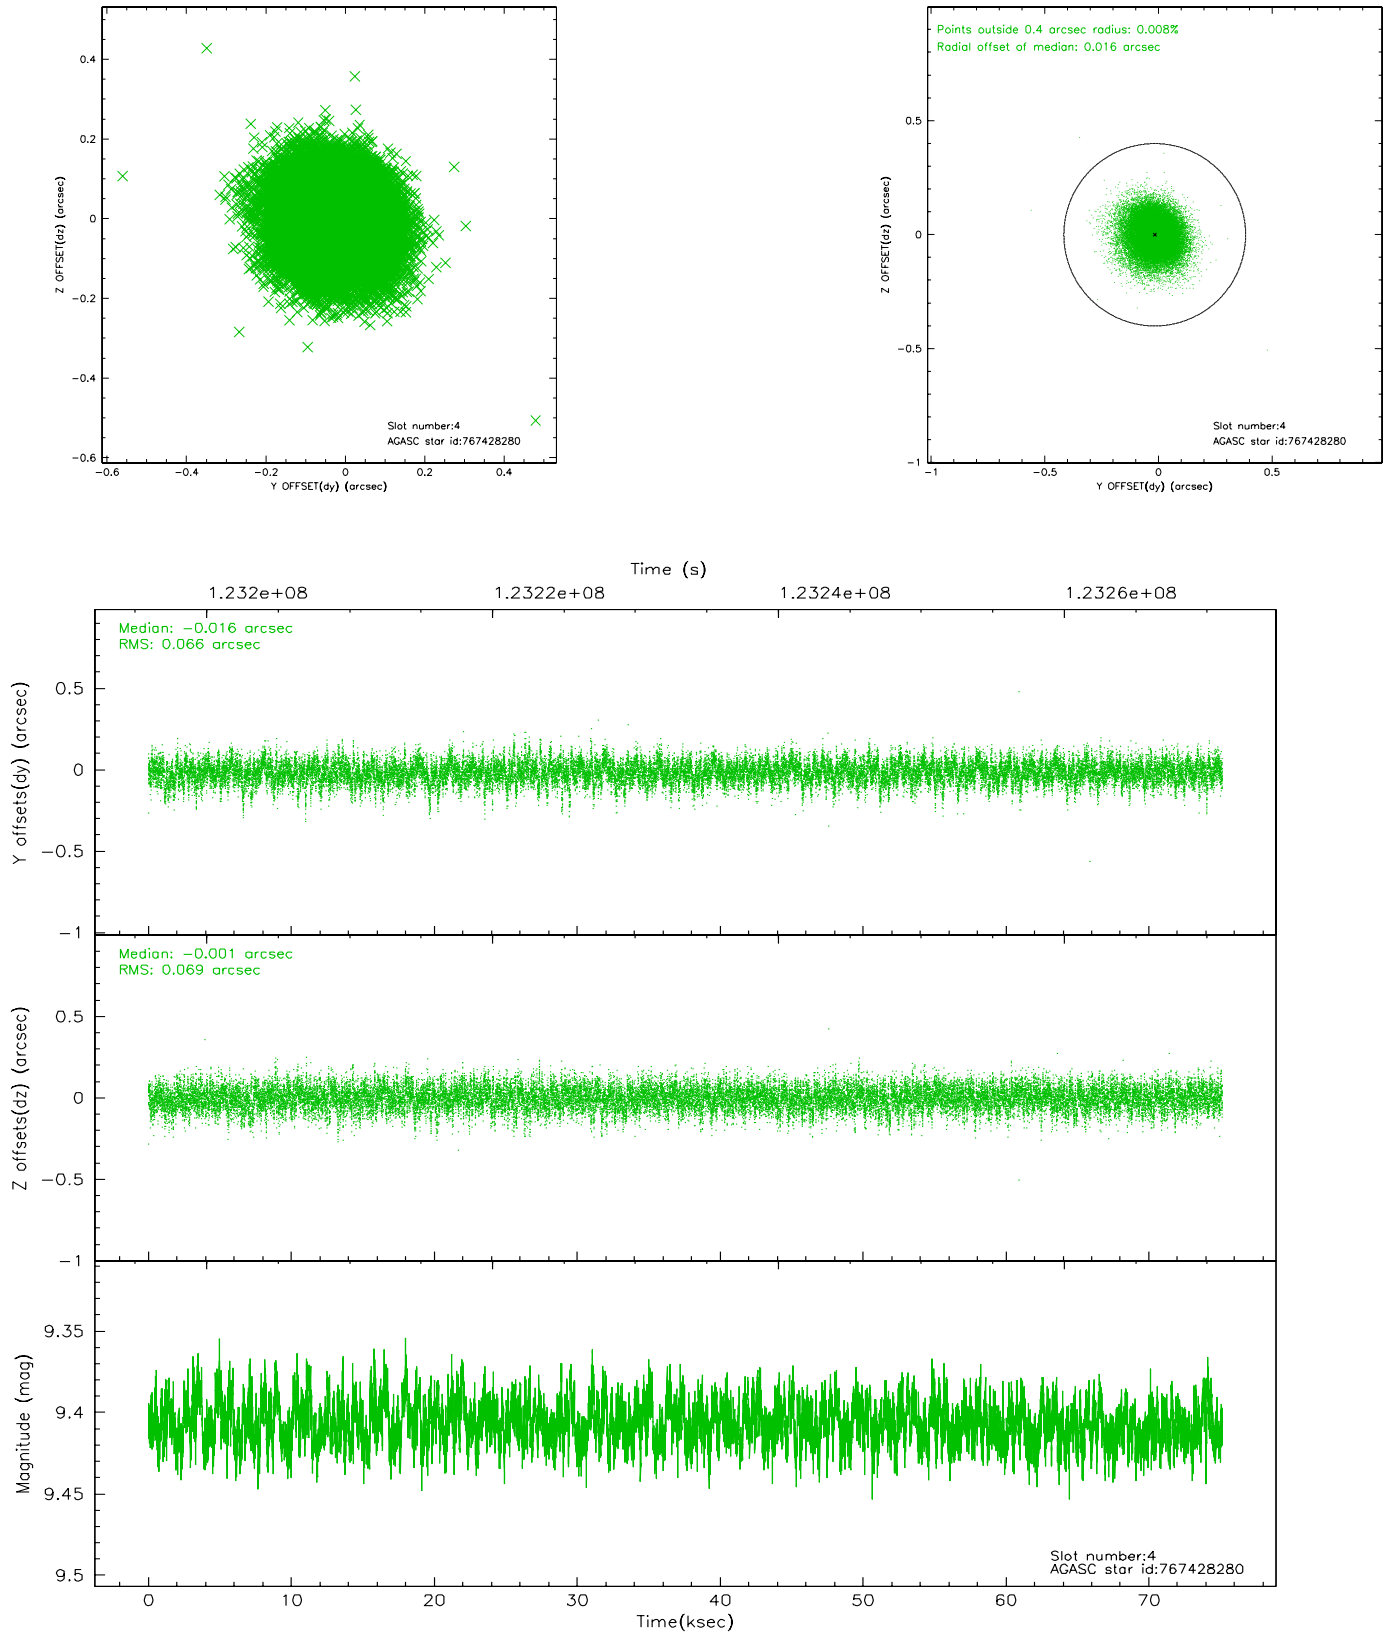 0.4
0.2
0
−0.2
−0.4
−0.6
−0.6
−0.4
−0.2
0
0.2
0.4
Z OFFSET(dz) (arcsec)
Y OFFSET(dy) (arcsec)
Slot number:4
AGASC star id:767428280
Points outside 0.4 arcsec radius: 0.008%
Radial offset of median: 0.016 arcsec
0.5
0
−0.5
−1
−1
−0.5
0
0.5
Z OFFSET(dz) (arcsec)
Y OFFSET(dy) (arcsec)
Slot number:4
AGASC star id:767428280
Time (s)
1.232e+08
1.2322e+08
1.2324e+08
1.2326e+08
Median: −0.016 arcsec
RMS: 0.066 arcsec
0.5
0
−0.5
−1
Y offsets(dy) (arcsec)
Median: −0.001 arcsec
RMS: 0.069 arcsec
0.5
0
−0.5
−1
Z offsets(dz) (arcsec)
9.35
9.4
9.45
9.5
Magnitude (mag)
Slot number:4
AGASC star id:767428280
0
10
20
30
40
50
60
70
Time(ksec)